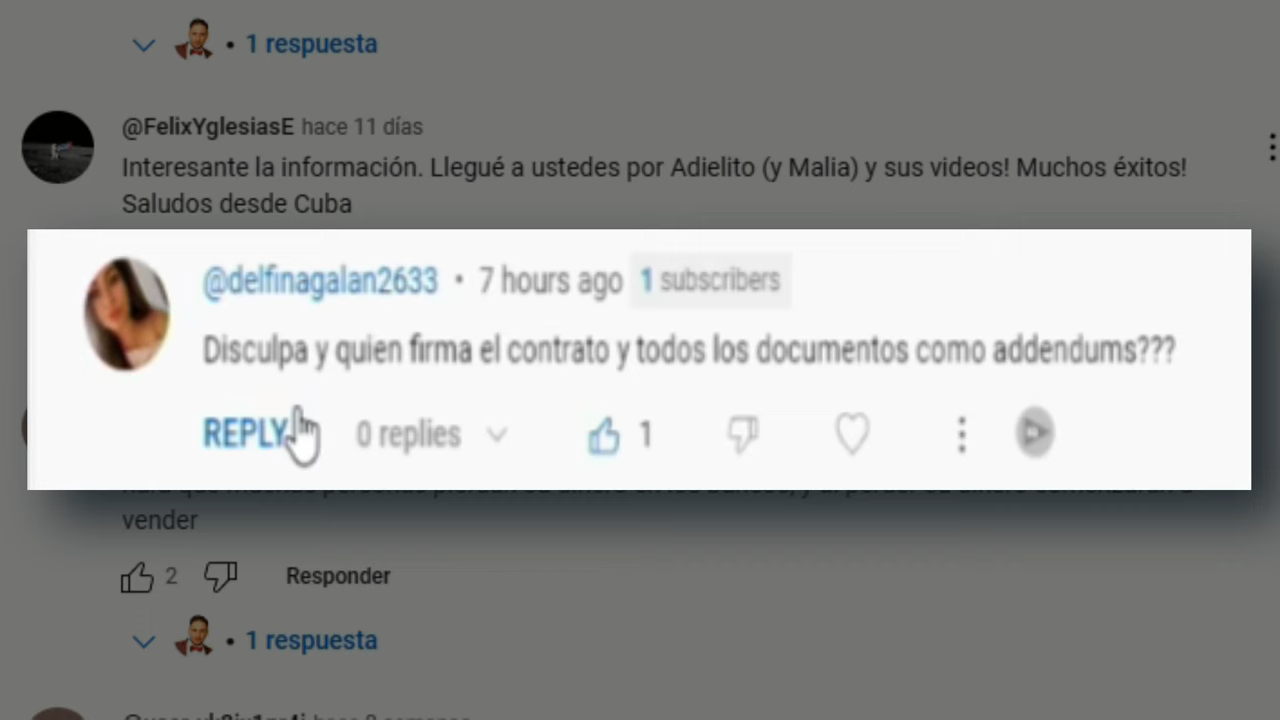 • 1 respuesta
@FelixYglesiasE hace 11 días
Interesante la información. Llegué a ustedes por Adielito (y Malia) y sus videos! Muchos éxitos!
Saludos desde Cuba
@delfinagalan2633 • 7 hours ago 1 subscribers
Disculpa y quien firma el contrato y todos los documentos como addendums???
REPLY 0 replies 1
vender
2 Responder
• 1 respuesta